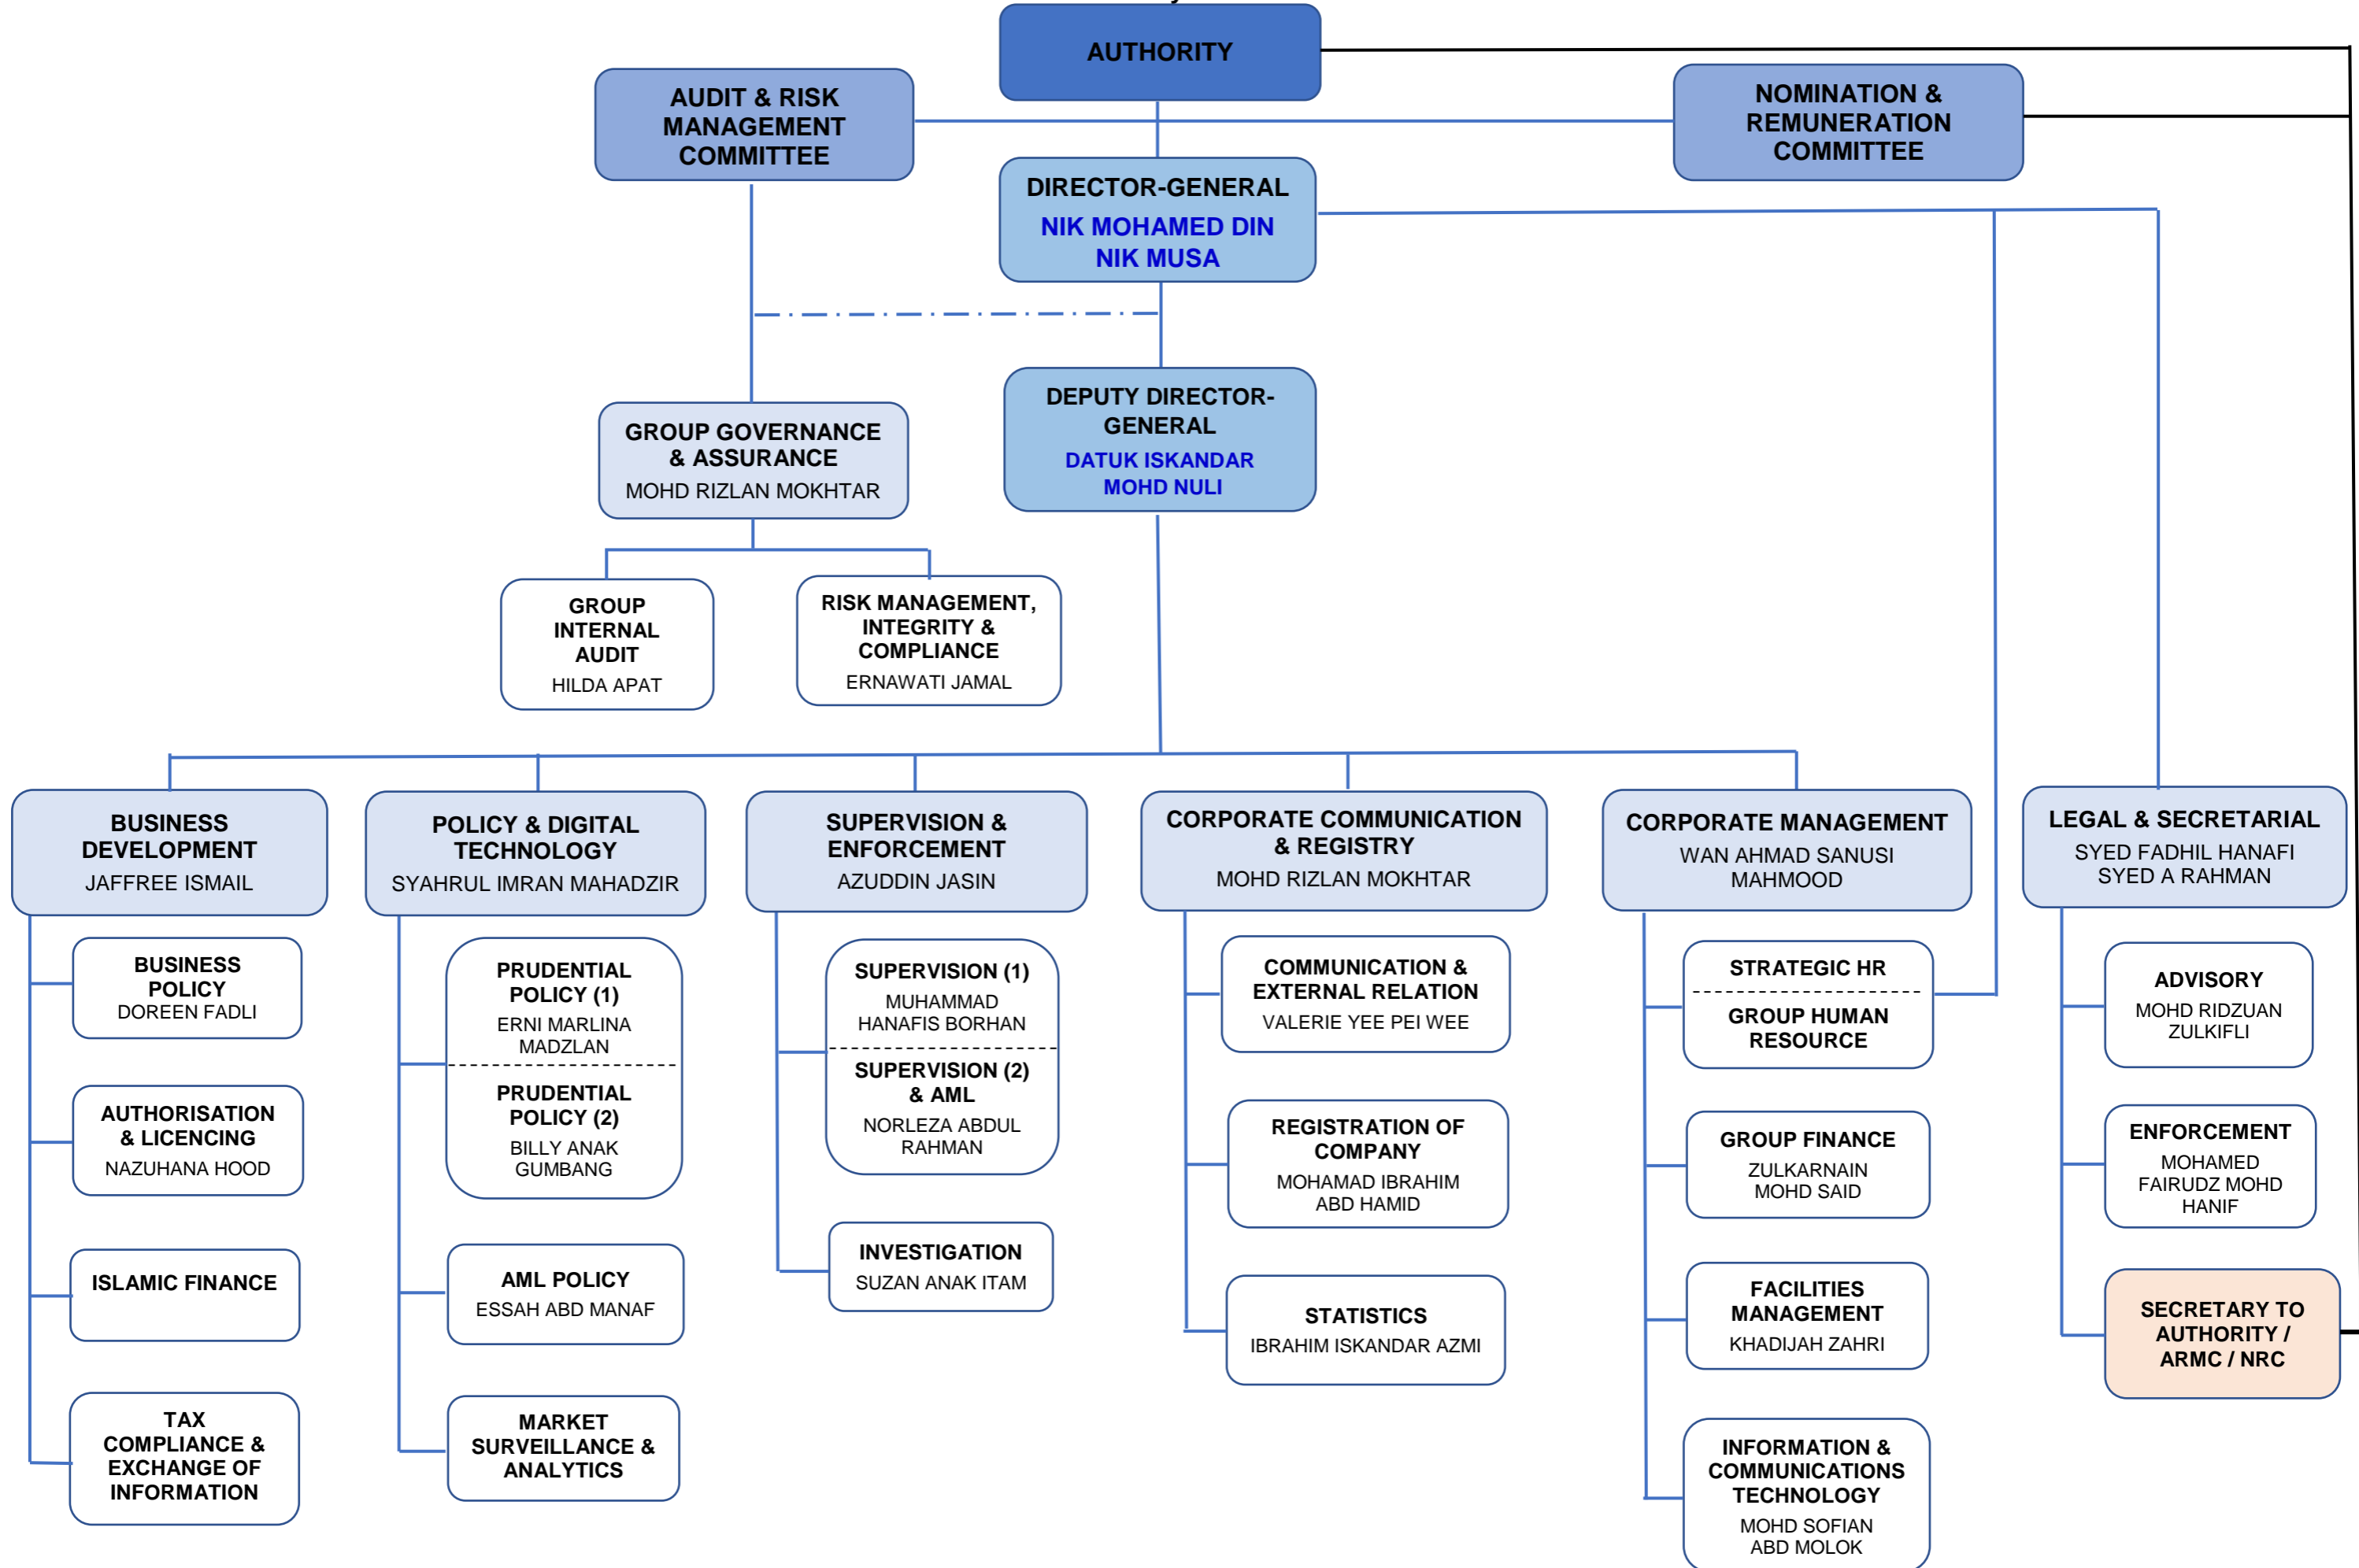 AUTHORITY
AUDIT & RISK
MANAGEMENT
COMMITTEE
NOMINATION &
REMUNERATION
COMMITTEE
DIRECTOR-GENERAL
NIK MOHAMED DIN
NIK MUSA
DEPUTY DIRECTOR-
GENERAL
DATUK ISKANDAR
MOHD NULI
GROUP GOVERNANCE
& ASSURANCE
MOHD RIZLAN MOKHTAR
GROUP
INTERNAL
AUDIT
HILDA APAT
RISK MANAGEMENT,
INTEGRITY &
COMPLIANCE
ERNAWATI JAMAL
BUSINESS
DEVELOPMENT
JAFFREE ISMAIL
BUSINESS
POLICY
DOREEN FADLI
AUTHORISATION
& LICENCING
NAZUHANA HOOD
ISLAMIC FINANCE
TAX
COMPLIANCE &
EXCHANGE OF
INFORMATION
POLICY & DIGITAL
TECHNOLOGY
SYAHRUL IMRAN MAHADZIR
PRUDENTIAL
POLICY (1)
ERNI MARLINA
MADZLAN
PRUDENTIAL
POLICY (2)
BILLY ANAK
GUMBANG
AML POLICY
ESSAH ABD MANAF
MARKET
SURVEILLANCE &
ANALYTICS
SUPERVISION &
ENFORCEMENT
AZUDDIN JASIN
SUPERVISION (1)
MUHAMMAD
HANAFIS BORHAN
SUPERVISION (2)
& AML
NORLEZA ABDUL
RAHMAN
INVESTIGATION
SUZAN ANAK ITAM
CORPORATE COMMUNICATION
& REGISTRY
MOHD RIZLAN MOKHTAR
COMMUNICATION &
EXTERNAL RELATION
VALERIE YEE PEI WEE
REGISTRATION OF
COMPANY
MOHAMAD IBRAHIM
ABD HAMID
STATISTICS
IBRAHIM ISKANDAR AZMI
CORPORATE MANAGEMENT
WAN AHMAD SANUSI
MAHMOOD
STRATEGIC HR
GROUP HUMAN
RESOURCE
GROUP FINANCE
ZULKARNAIN
MOHD SAID
FACILITIES
MANAGEMENT
KHADIJAH ZAHRI
INFORMATION &
COMMUNICATIONS
TECHNOLOGY
MOHD SOFIAN
ABD MOLOK
LEGAL & SECRETARIAL
SYED FADHIL HANAFI
SYED A RAHMAN
ADVISORY
MOHD RIDZUAN
ZULKIFLI
ENFORCEMENT
MOHAMED
FAIRUDZ MOHD
HANIF
SECRETARY TO
AUTHORITY /
ARMC / NRC